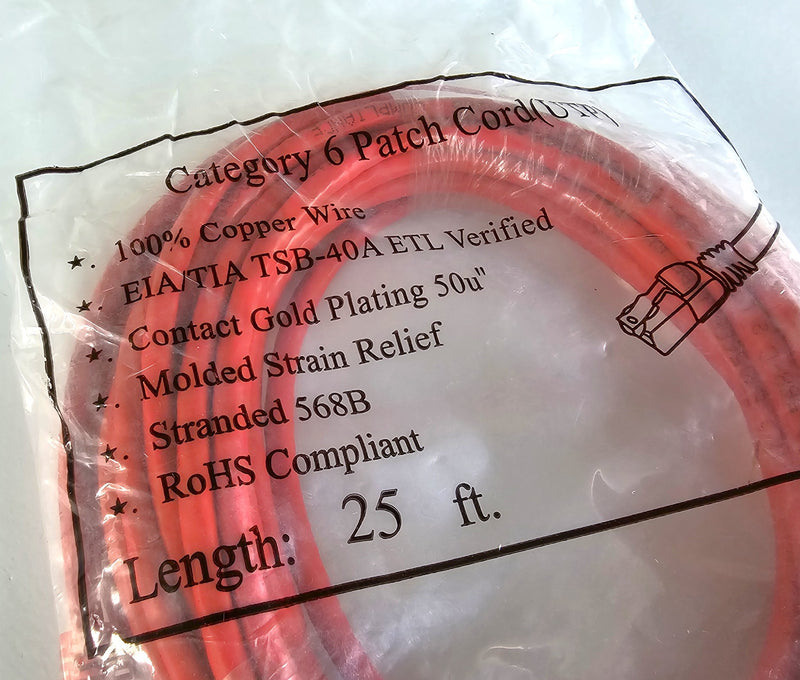 Category 6 Patch Cord(UTP)
★. 100% Copper Wire
★. EIA/TIA TSB-40A ETL Verified
★. Contact Gold Plating 50u"
★. Molded Strain Relief
★. Stranded 568B
★. RoHS Compliant
Length: 25 ft.